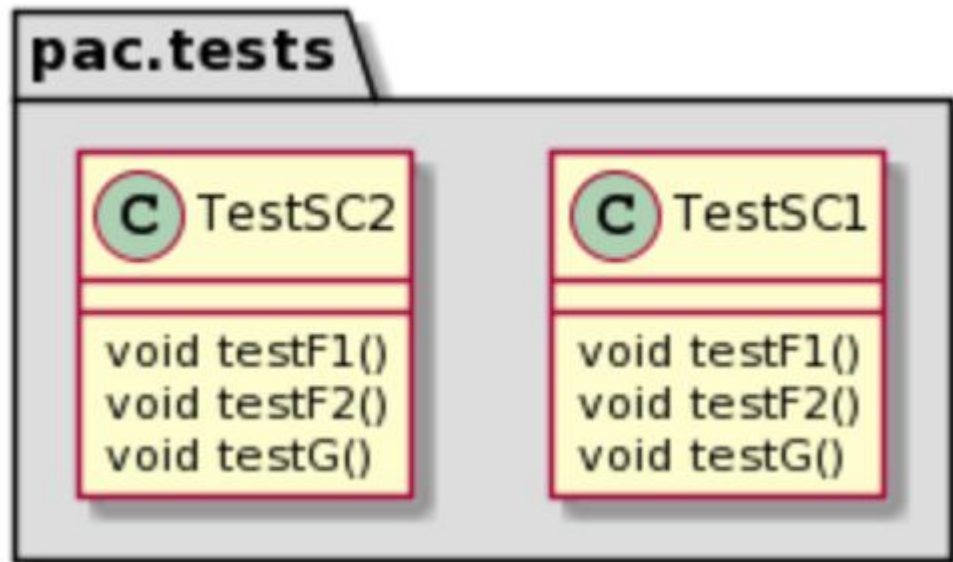 pac.tests
C TestSC2
void testF1()
void testF2()
void testG()
C TestSC1
void testF1()
void testF2()
void testG()